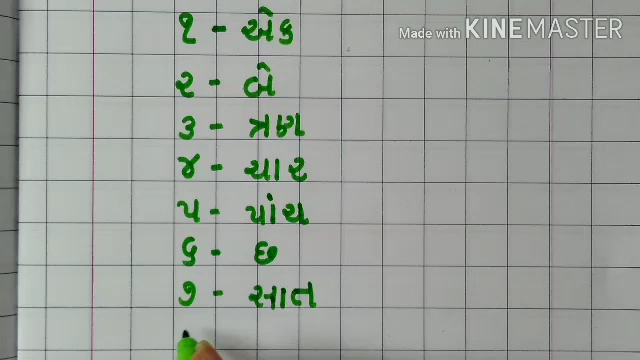 ૧ - એક
Made with KINEMASTER
૨ - બે
૩ - ત્રણ
૪ - ચાર
૫ - પાંચ
૬ - છ
૭ - સાત